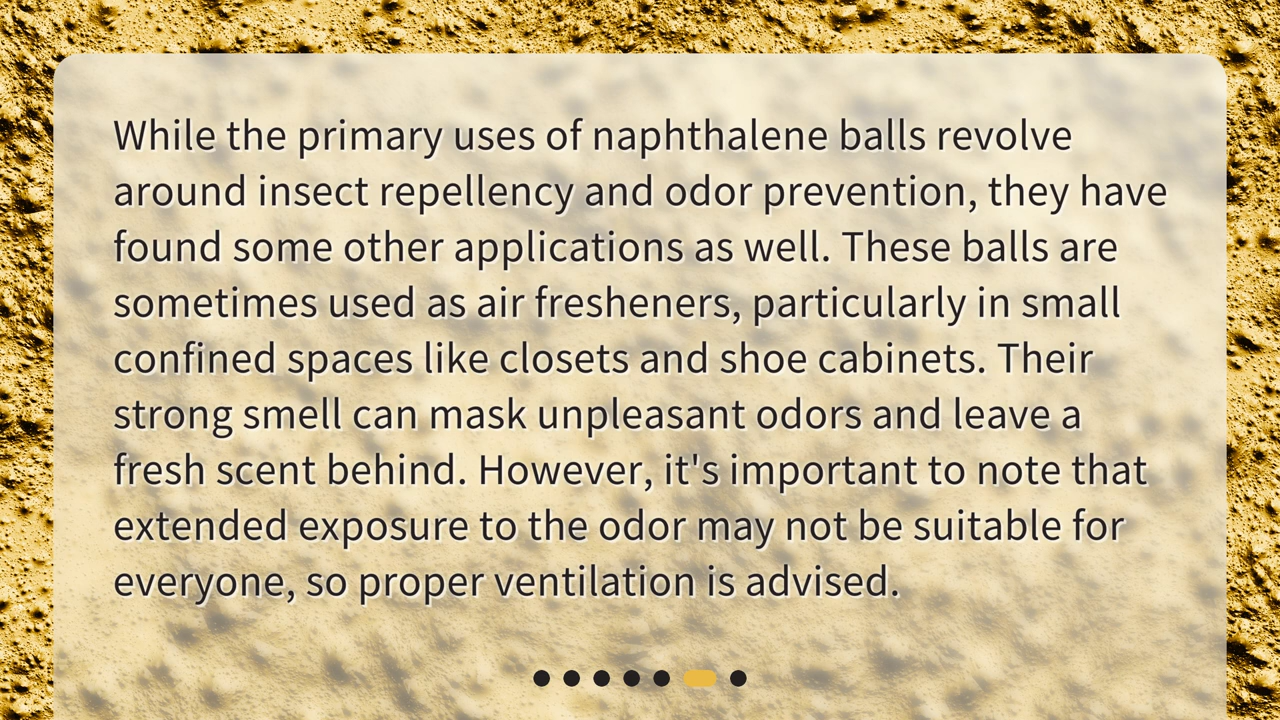 While the primary uses of naphthalene balls revolve
around insect repellency and odor prevention, they have
found some other applications as well. These balls are
sometimes used as air fresheners, particularly in small
confined spaces like closets and shoe cabinets. Their
strong smell can mask unpleasant odors and leave a
fresh scent behind. However, it's important to note that
extended exposure to the odor may not be suitable for
everyone, so proper ventilation is advised.